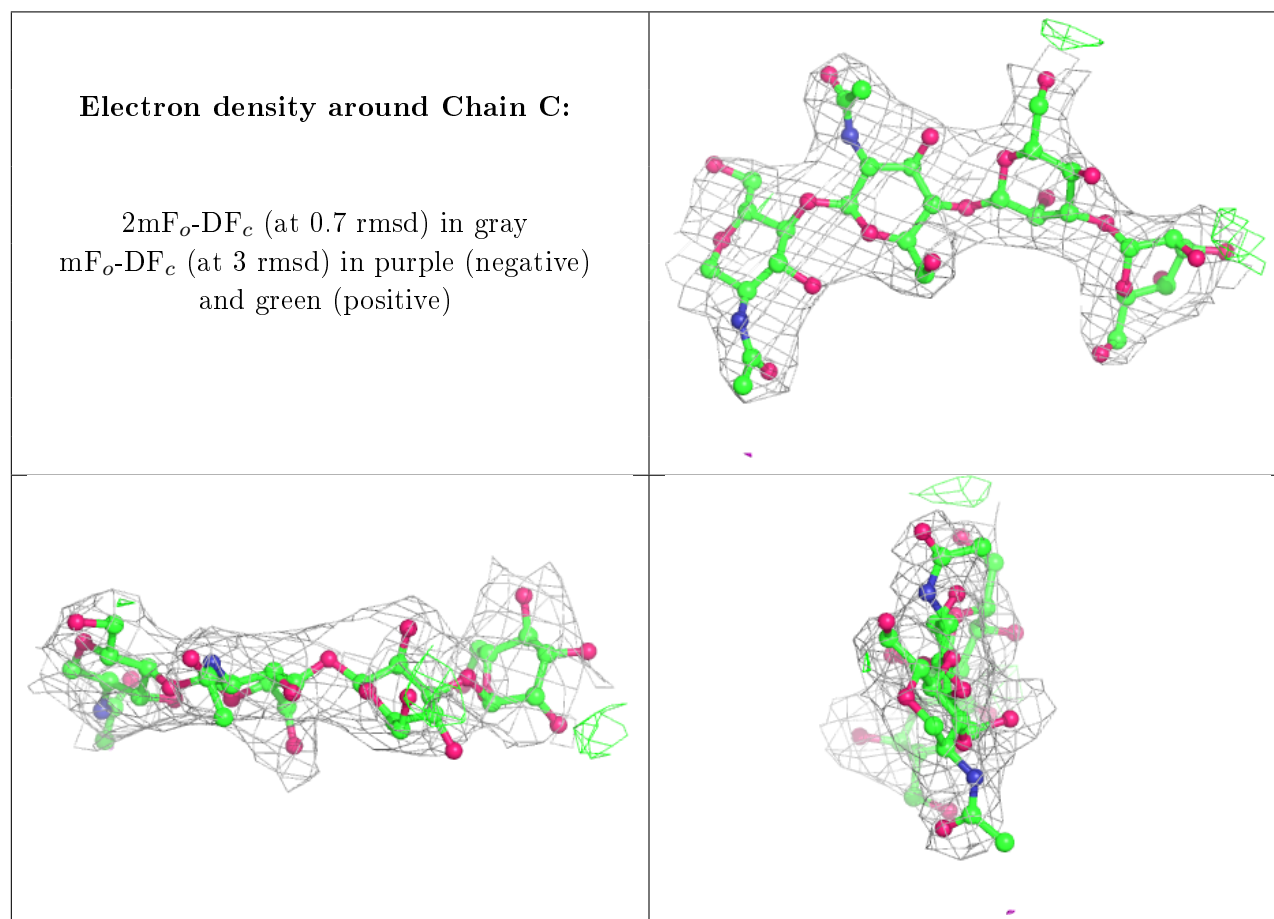 Electron density around Chain C:
2mFo-DFc (at 0.7 rmsd) in gray
mFo-DFc (at 3 rmsd) in purple (negative)
and green (positive)